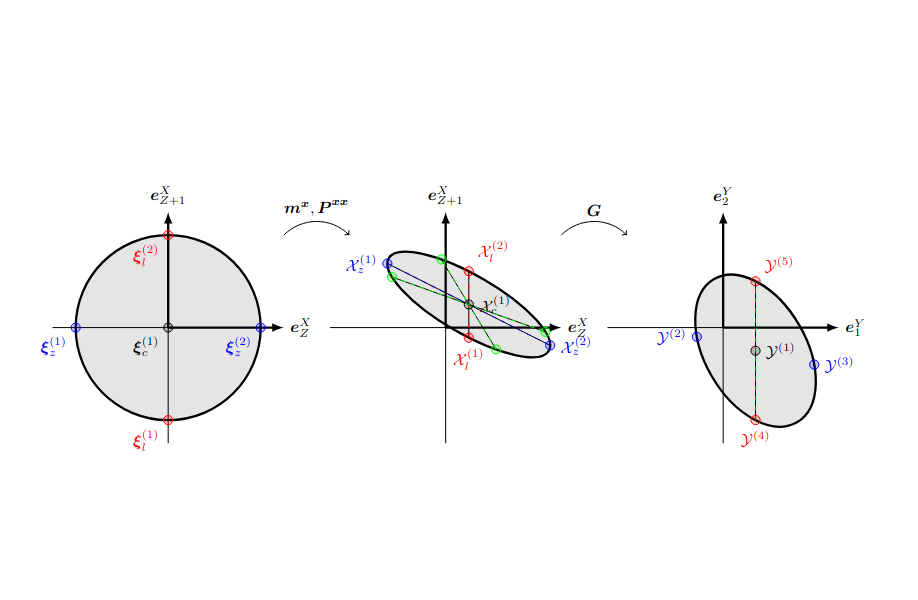 e^X_{Z+1}
ξ_l^{(2)}
ξ_z^{(1)}
ξ_c^{(1)}
ξ_z^{(2)}
e^X_Z
ξ_l^{(1)}
m^x, P^{xx}
e^X_{Z+1}
𝒳_z^{(1)}
𝒳_l^{(2)}
𝒳_c^{(1)}
e^X_Z
𝒳_z^{(2)}
𝒳_l^{(1)}
G
e^Y_2
𝒴^{(5)}
𝒴^{(2)}
e^Y_1
𝒴^{(1)}
𝒴^{(3)}
𝒴^{(4)}